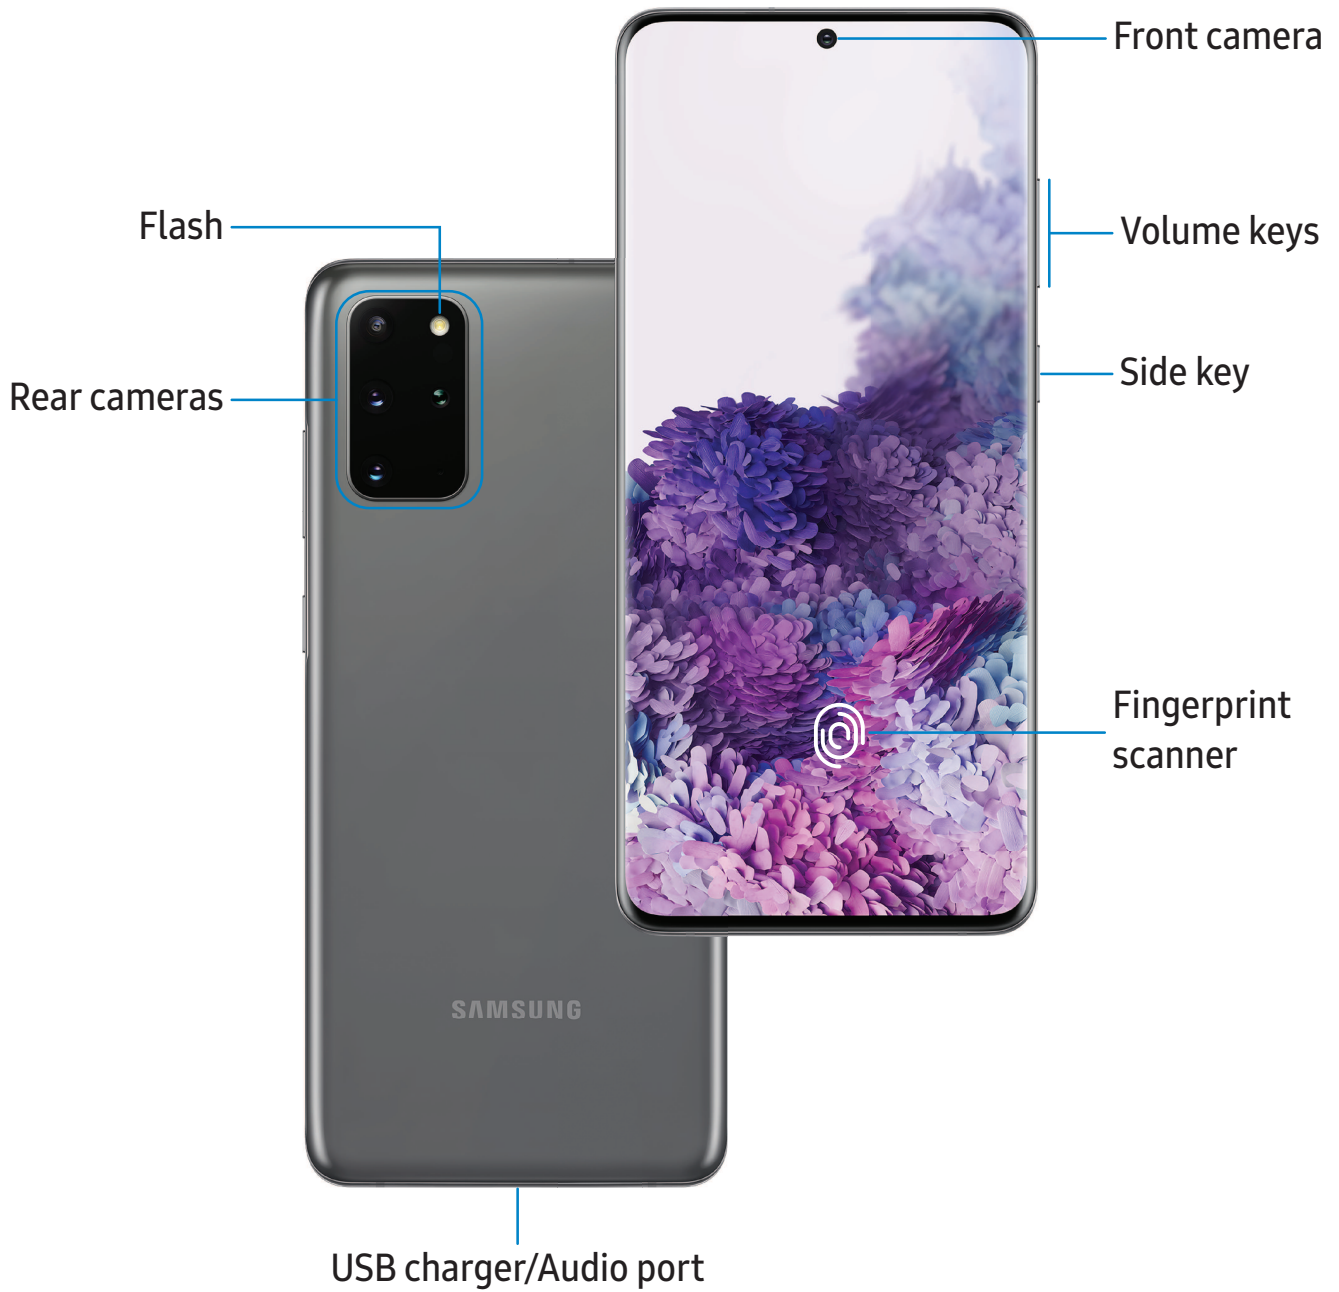 Front camera
Flash
Volume keys
Side key
Rear cameras
Fingerprint
scanner
SAMSUNG
USB charger/Audio port